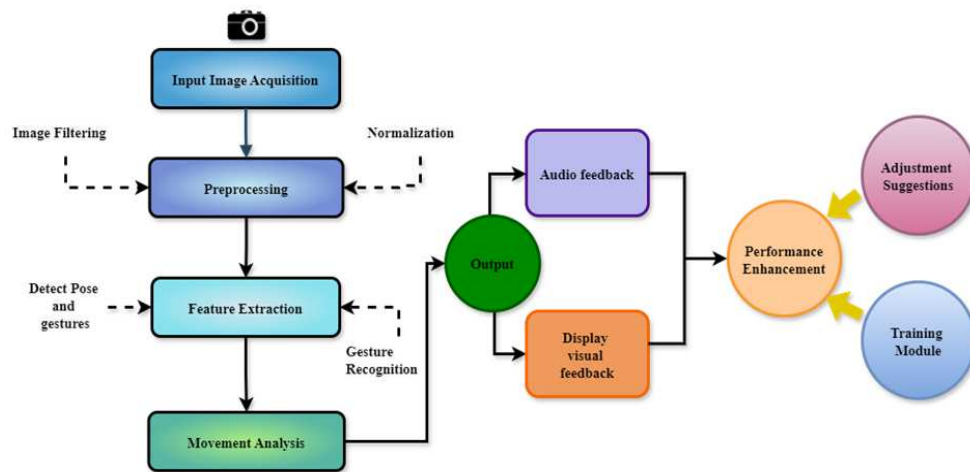 Input Image Acquisition
Image Filtering
Normalization
Preprocessing
Detect Pose
and
gestures
Feature Extraction
Gesture
Recognition
Movement Analysis
Output
Audio feedback
Display
visual
feedback
Performance
Enhancement
Adjustment
Suggestions
Training
Module